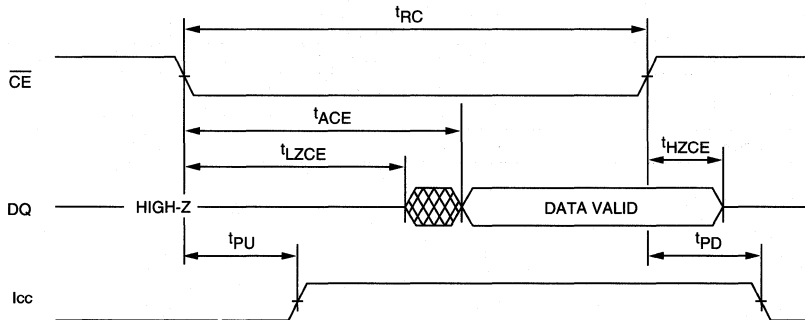 tRC
CE
tACE
tLZCE
tHZCE
DQ
HIGH-Z
DATA VALID
tPU
tPD
Icc